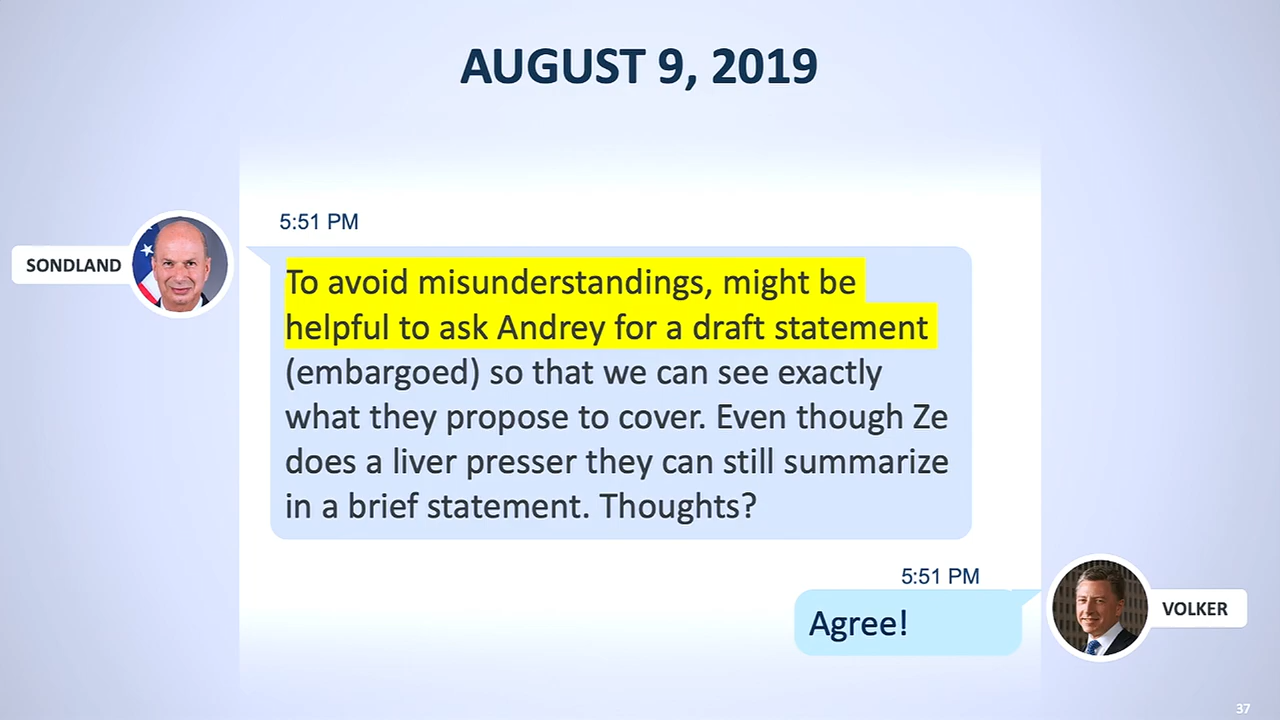 AUGUST 9, 2019
5:51 PM
SONDLAND
To avoid misunderstandings, might be
helpful to ask Andrey for a draft statement
(embargoed) so that we can see exactly
what they propose to cover. Even though Ze
does a liver presser they can still summarize
in a brief statement. Thoughts?
5:51 PM
Agree!
VOLKER
37